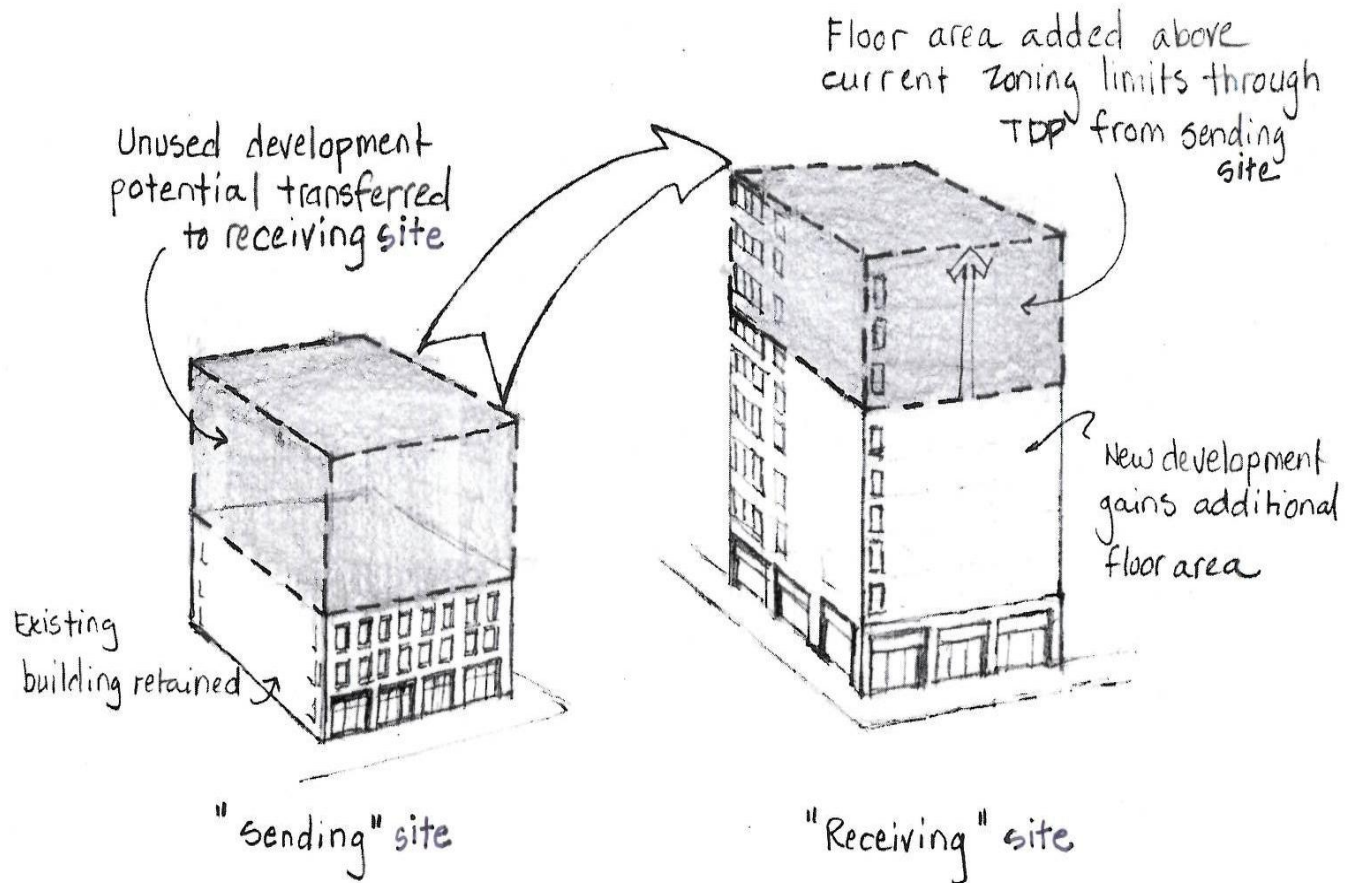 Unused development
potential transferred
to receiving site
Floor area added above
current zoning limits through
TDP from sending
site
Existing
building retained
New development
gains additional
floor area
"Sending" site
"Receiving" site